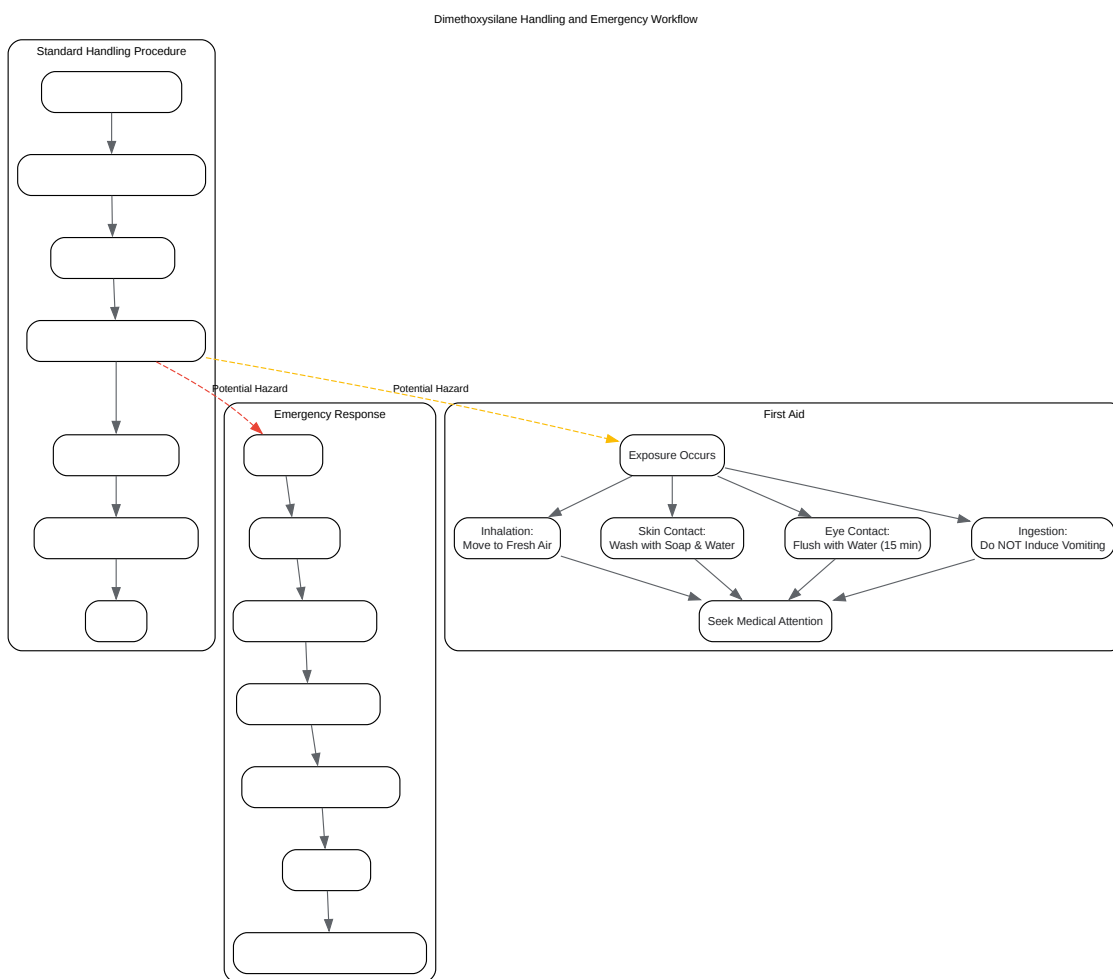 Dimethoxysilane Handling and Emergency Workflow
Standard Handling Procedure
Potential Hazard
Potential Hazard
Emergency Response
First Aid
Exposure Occurs
Inhalation:
Move to Fresh Air
Skin Contact:
Wash with Soap & Water
Eye Contact:
Flush with Water (15 min)
Ingestion:
Do NOT Induce Vomiting
Seek Medical Attention